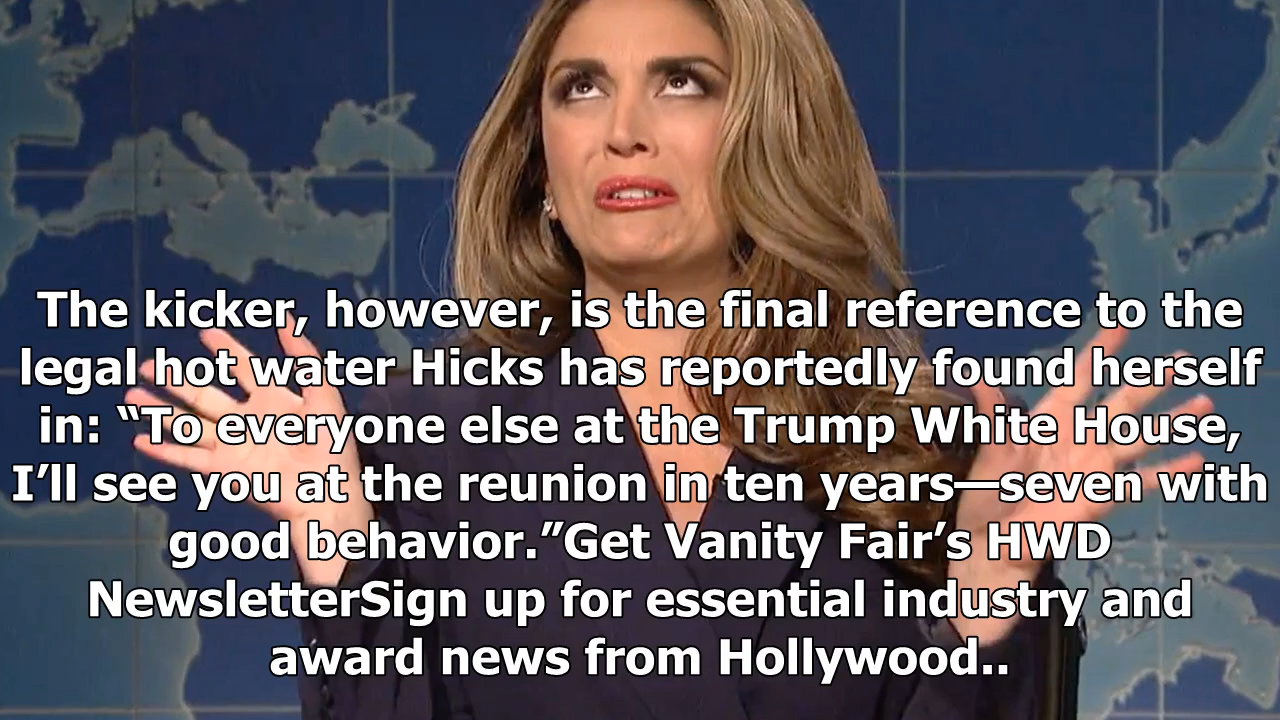 The kicker, however, is the final reference to the
legal hot water Hicks has reportedly found herself
in: “To everyone else at the Trump White House,
I’ll see you at the reunion in ten years—seven with
good behavior.”Get Vanity Fair’s HWD
NewsletterSign up for essential industry and
award news from Hollywood..